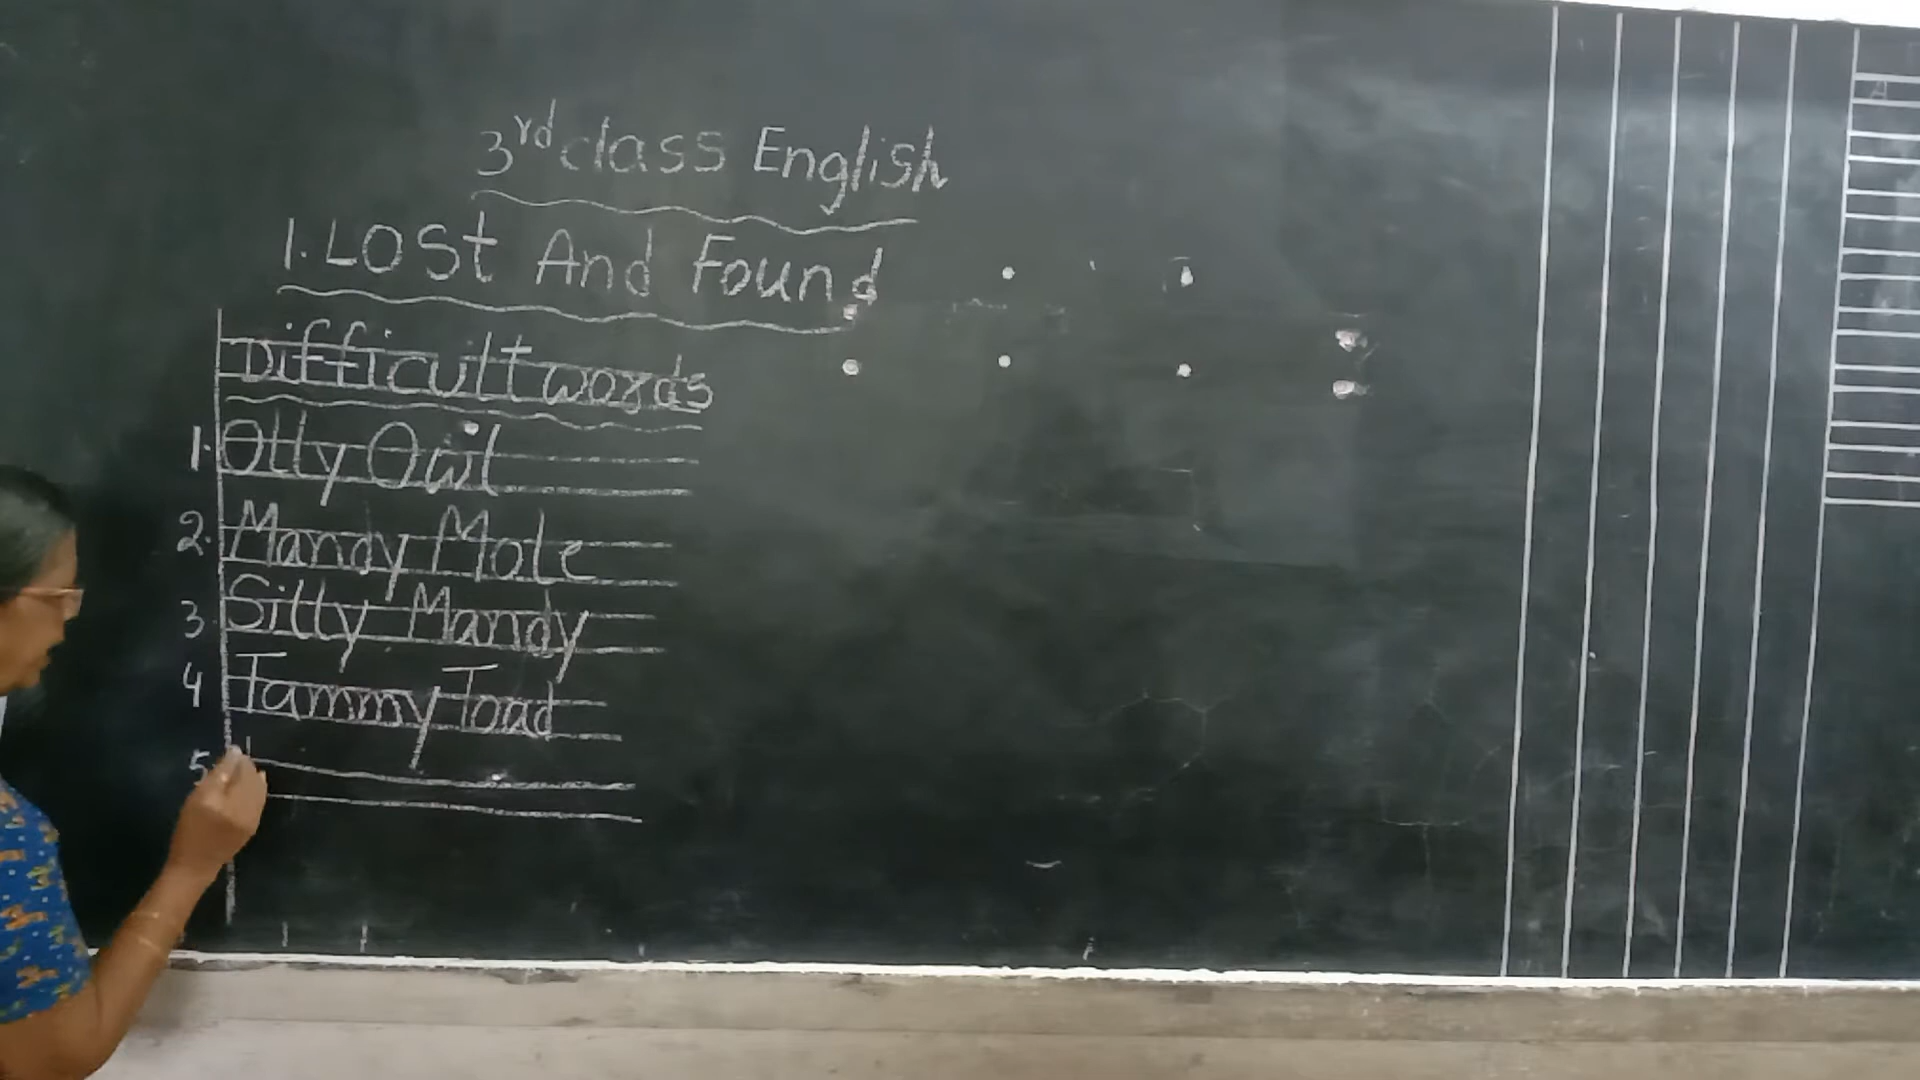 3rd class English
1. LOSt And Found
Difficult words
1. Olly Owl
2. Mandy Mole
3. Silly Mandy
4 Tammy Toad
5
A